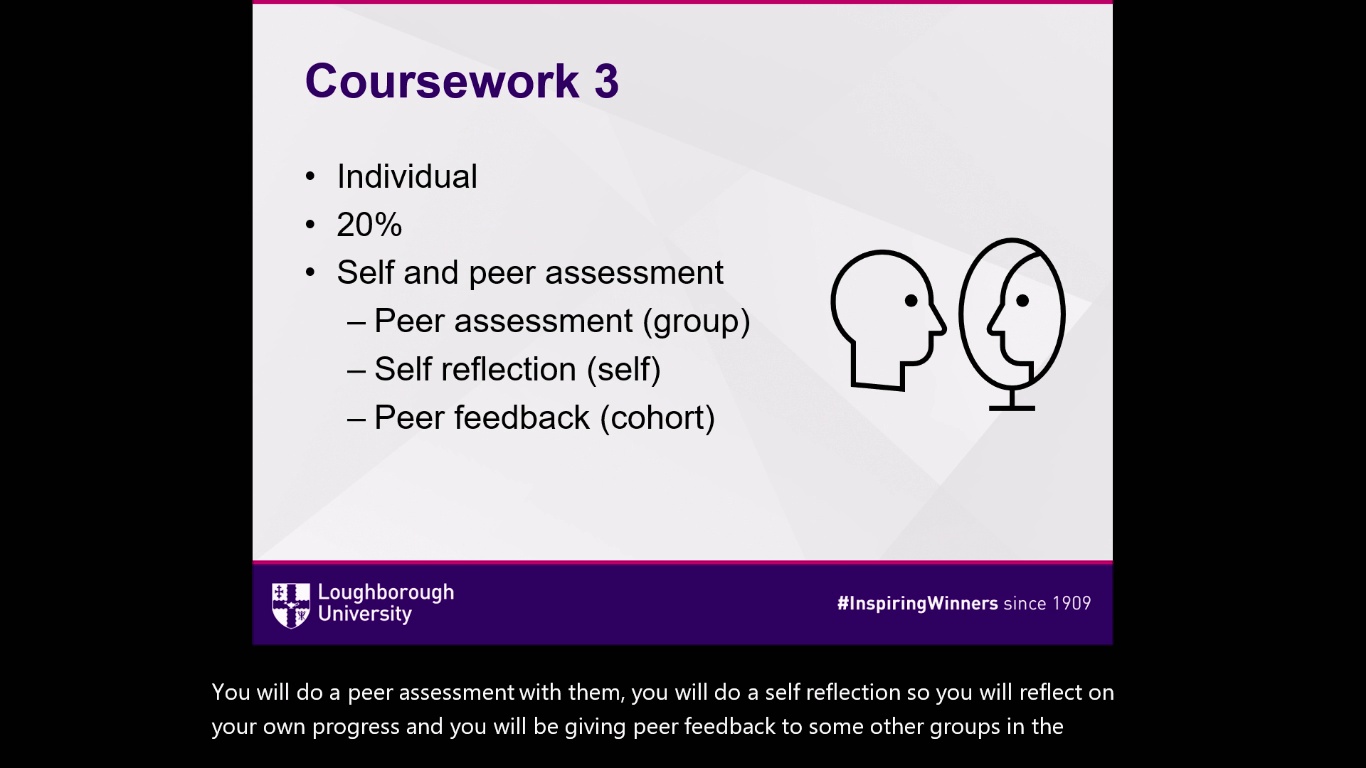 Coursework 3
• Individual
• 20%
• Self and peer assessment
– Peer assessment (group)
– Self reflection (self)
– Peer feedback (cohort)
Loughborough
University
#InspiringWinners since 1909
You will do a peer assessment with them, you will do a self reflection so you will reflect on
your own progress and you will be giving peer feedback to some other groups in the